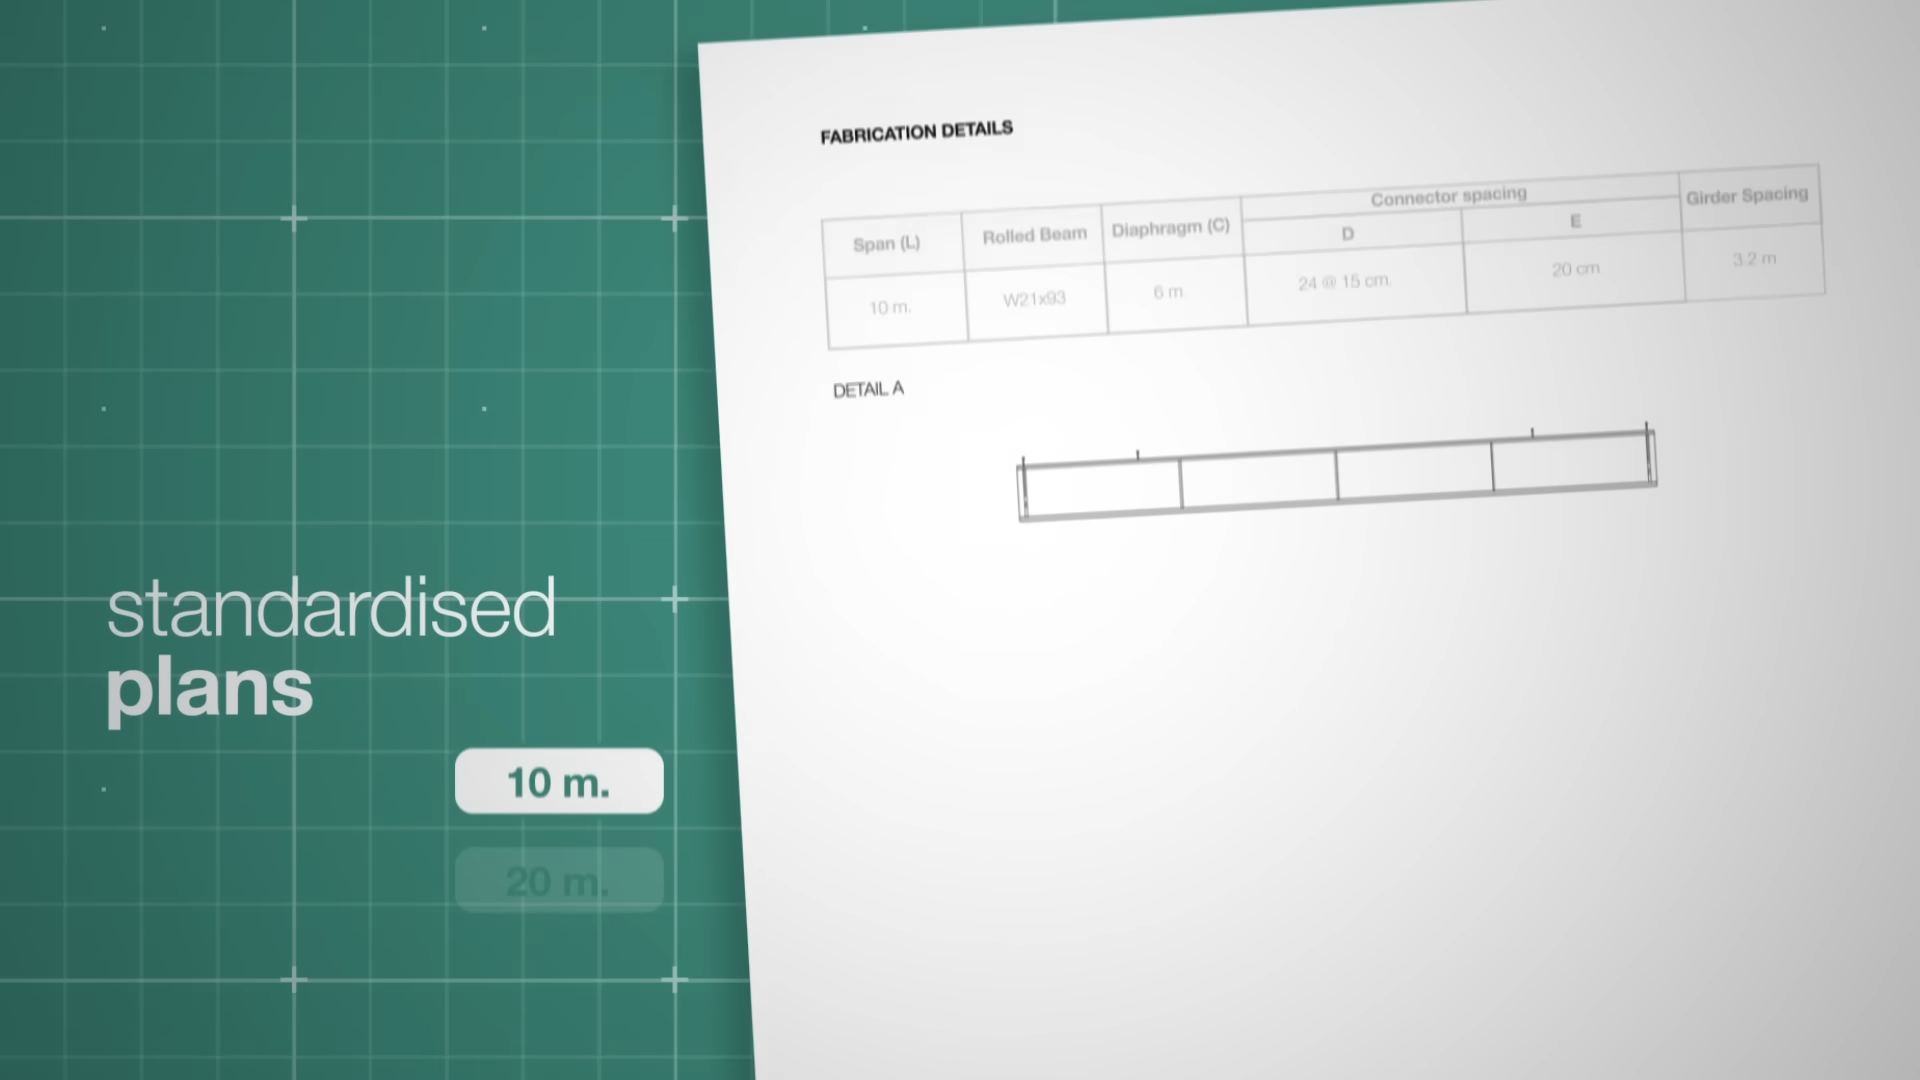 FABRICATION DETAILS
Span (L) Rolled Beam Diaphragm (C) Connector spacing Girder Spacing
D E
10 m. W21x93 6 m 24 @ 15 cm. 20 cm 3.2 m
DETAIL A
standardised
plans
10 m.
20 m.